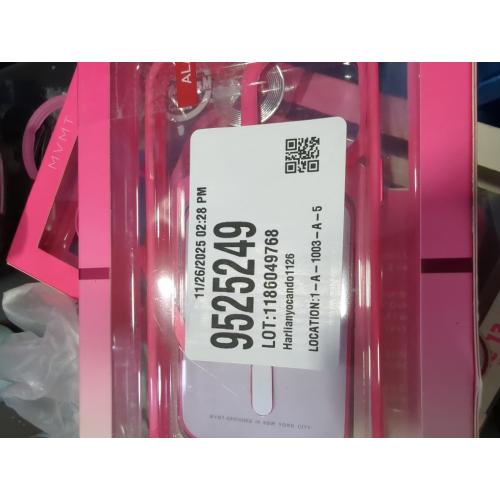 11/26/2025 02:28 PM
9525249
LOT:1186049768
Harlianyocando1126
LOCATION:1-A-1003-A-5
MVMT